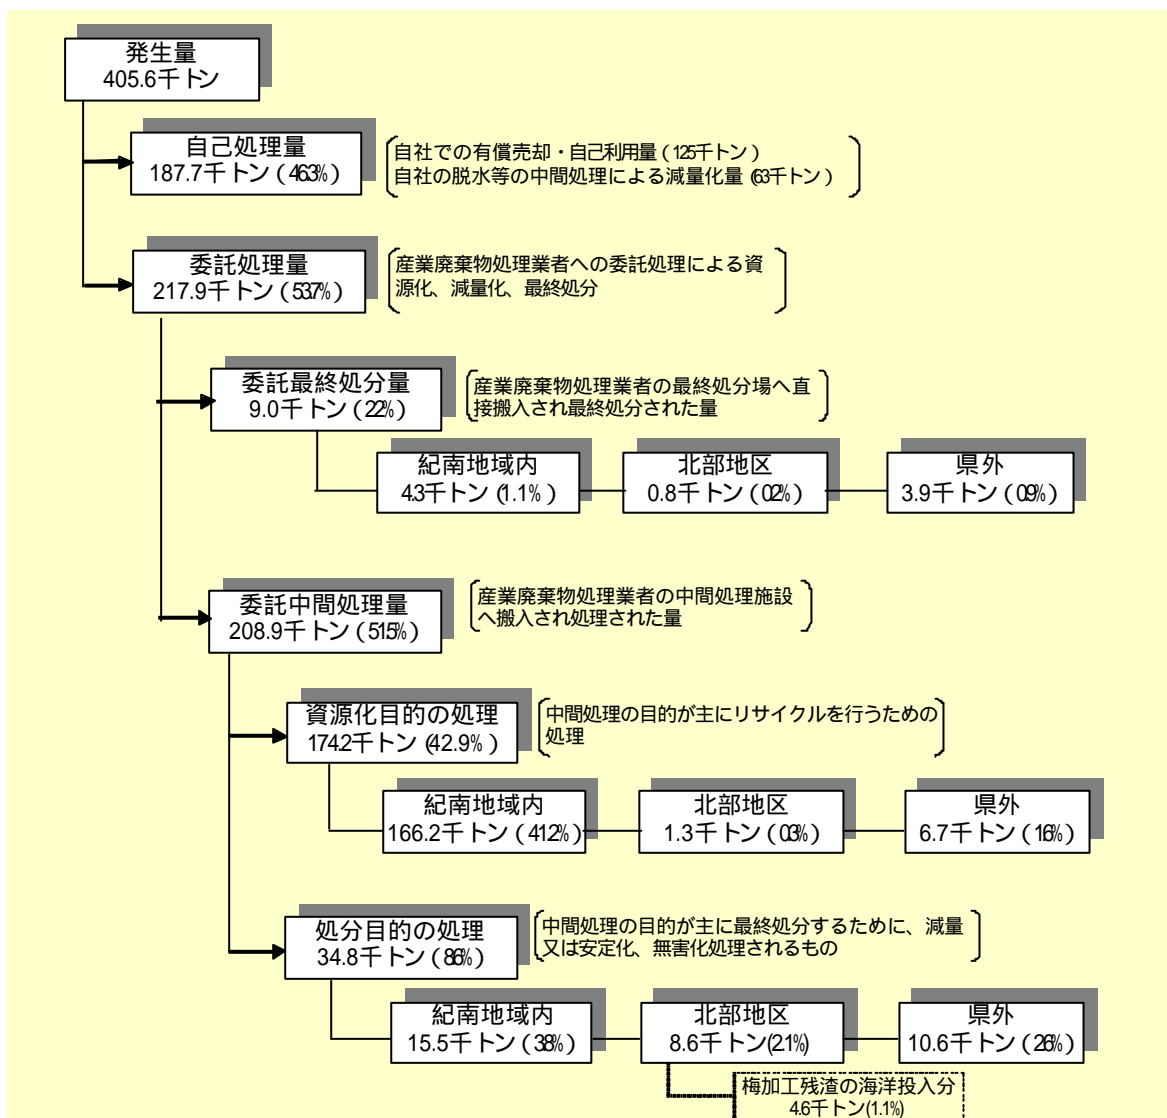 発生量
405.6千トン
自己処理量
187.7千トン(46.3%)
自社での有償売却・自己利用量(125千トン)
自社の脱水等の中間処理による減量化量(63千トン)
委託処理量
217.9千トン(53.7%)
産業廃棄物処理業者への委託処理による資
源化、減量化、最終処分
委託最終処分量
9.0千トン(2.2%)
産業廃棄物処理業者の最終処分場へ直
接搬入され最終処分された量
紀南地域内
4.3千トン(1.1%)
北部地区
0.8千トン(0.2%)
県外
3.9千トン(0.9%)
委託中間処理量
208.9千トン(51.5%)
産業廃棄物処理業者の中間処理施設
へ搬入され処理された量
資源化目的の処理
174.2千トン(42.9%)
中間処理の目的が主にリサイクルを行うための
処理
紀南地域内
166.2千トン(41.2%)
北部地区
1.3千トン(0.3%)
県外
6.7千トン(1.6%)
処分目的の処理
34.8千トン(8.6%)
中間処理の目的が主に最終処分するために、減量
又は安定化、無害化処理されるもの
紀南地域内
15.5千トン(3.8%)
北部地区
8.6千トン(2.1%)
県外
10.6千トン(2.6%)
梅加工残渣の海洋投入分
4.6千トン(1.1%)